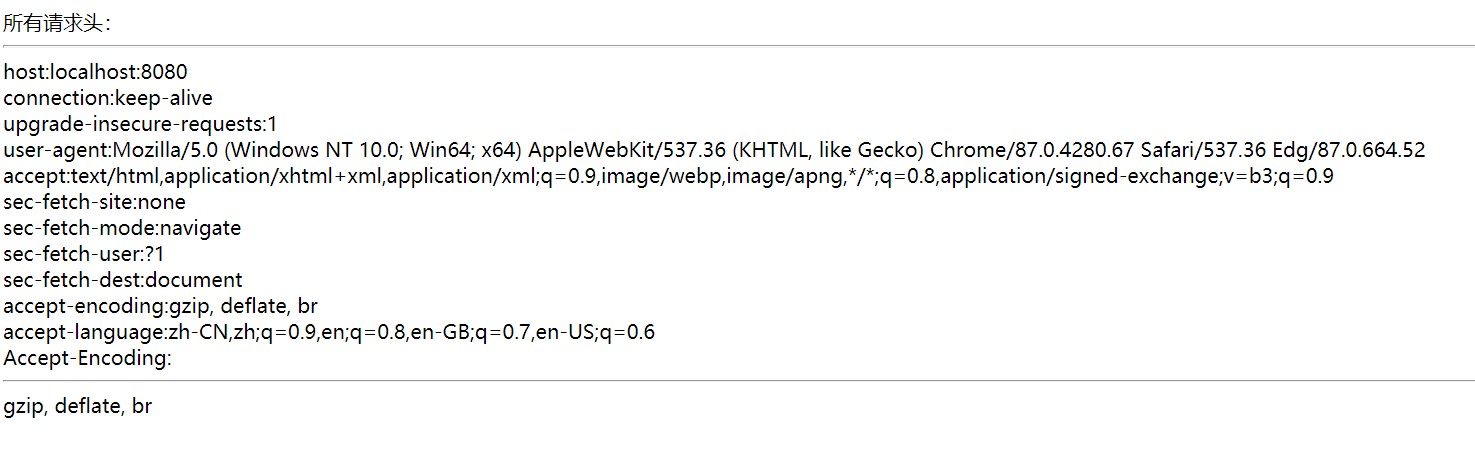 所有请求头：
host:localhost:8080
connection:keep-alive
upgrade-insecure-requests:1
user-agent:Mozilla/5.0 (Windows NT 10.0; Win64; x64) AppleWebKit/537.36 (KHTML, like Gecko) Chrome/87.0.4280.67 Safari/537.36 Edg/87.0.664.52
accept:text/html,application/xhtml+xml,application/xml;q=0.9,image/webp,image/apng,*/*;q=0.8,application/signed-exchange;v=b3;q=0.9
sec-fetch-site:none
sec-fetch-mode:navigate
sec-fetch-user:?1
sec-fetch-dest:document
accept-encoding:gzip, deflate, br
accept-language:zh-CN,zh;q=0.9,en;q=0.8,en-GB;q=0.7,en-US;q=0.6
Accept-Encoding:
gzip, deflate, br